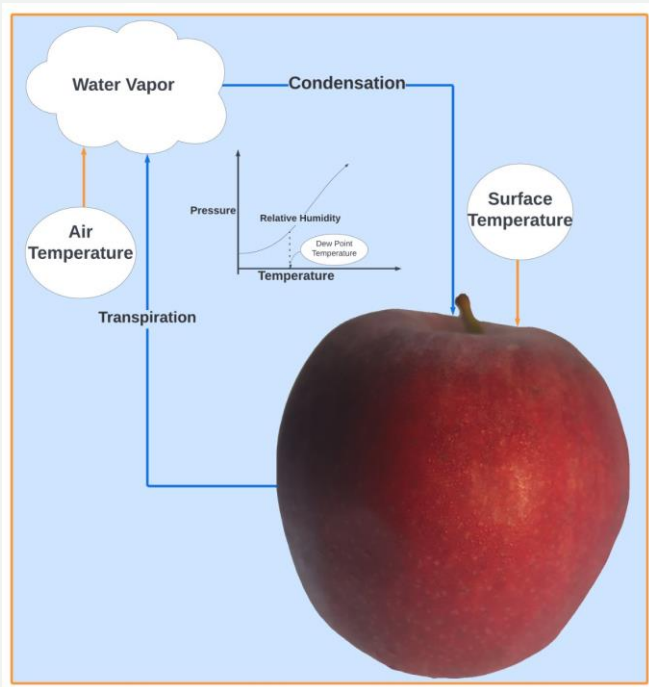 Water Vapor
Condensation
Pressure
Relative Humidity
Surface
Temperature
Air
Temperature
Dew Point
Temperature
Temperature
Transpiration